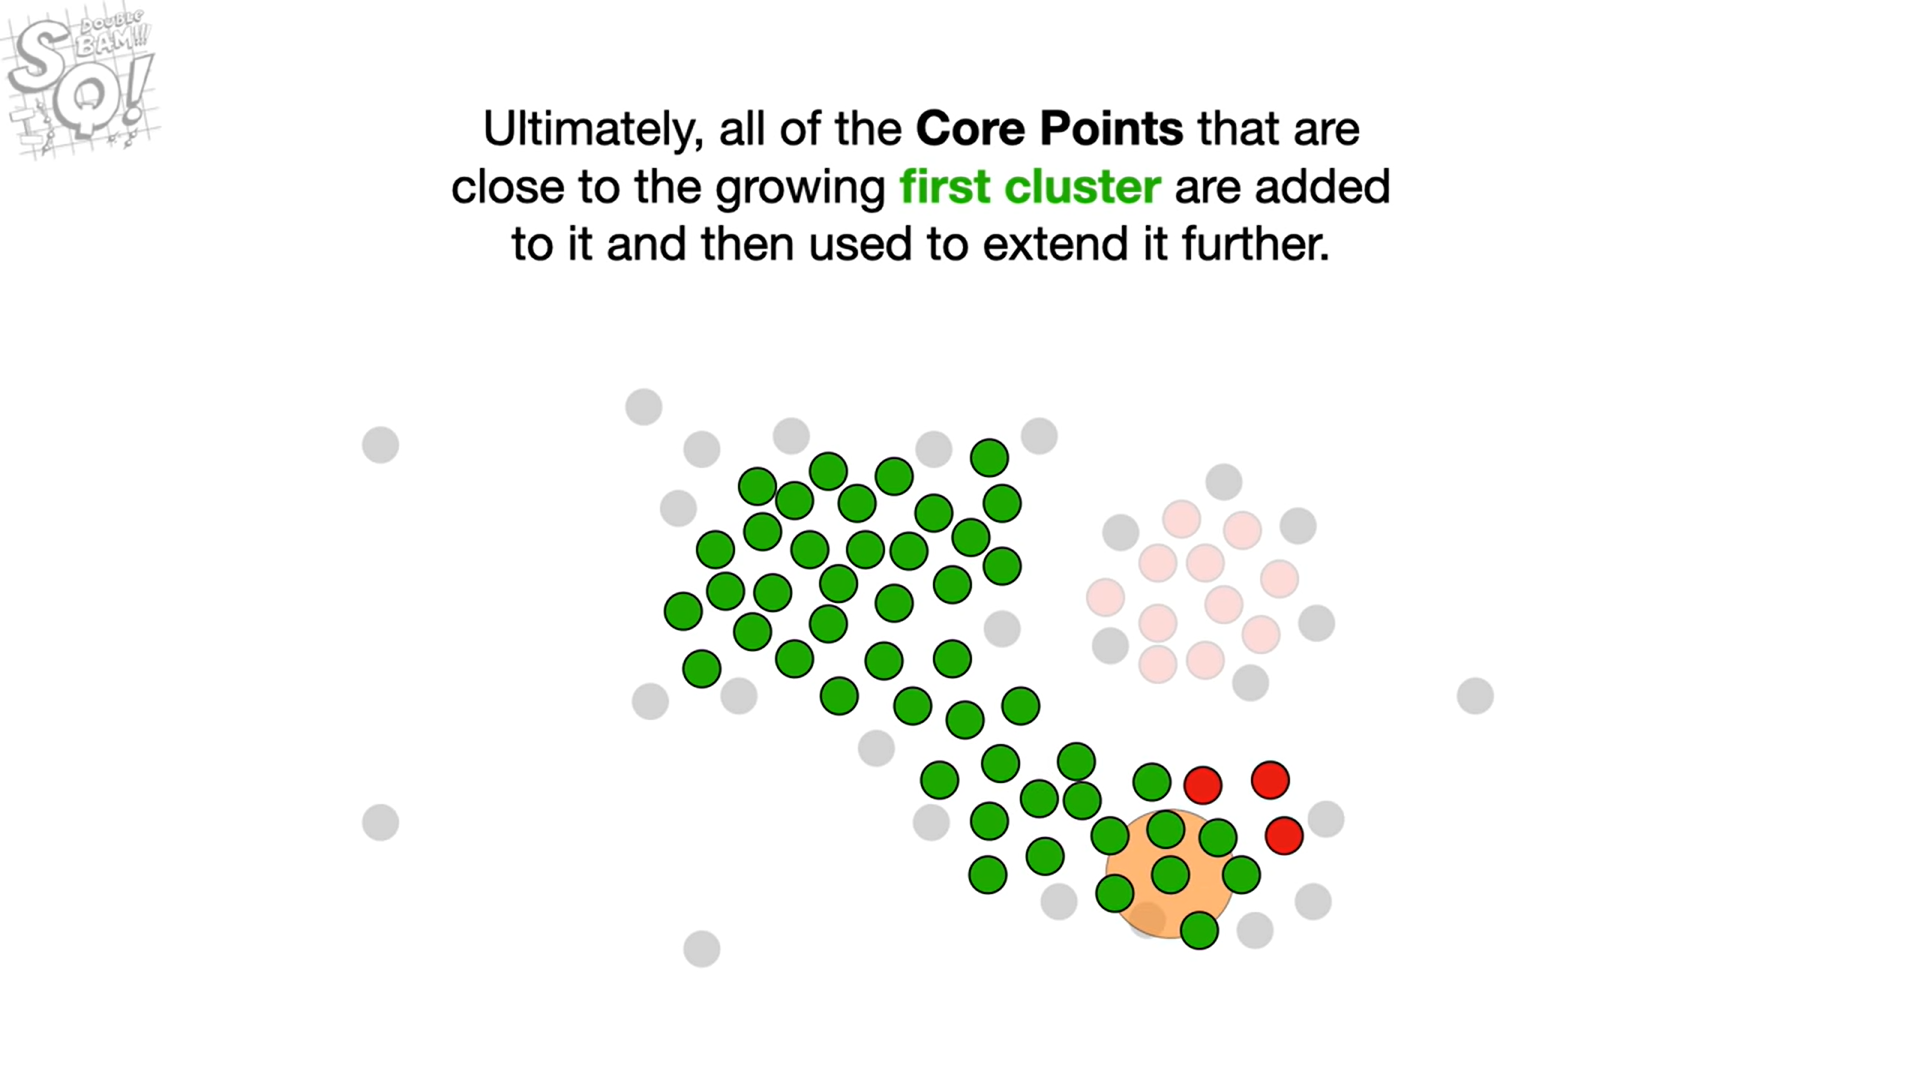 DOUBLE
BAM!!!
SQ!
Ultimately, all of the Core Points that are
close to the growing first cluster are added
to it and then used to extend it further.